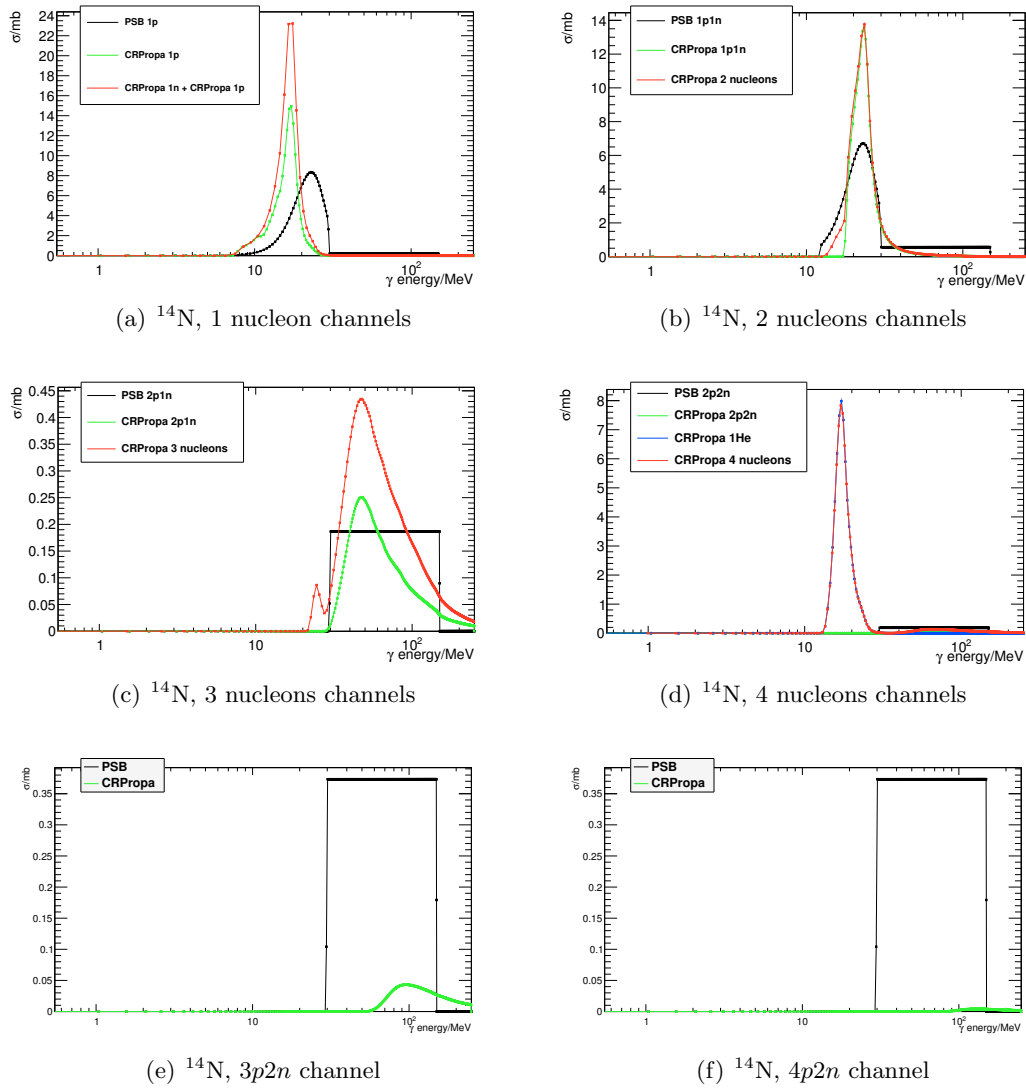 σ/mb
24
22
20
18
16
14
12
10
8
6
4
2
0
PSB 1p
CRPropa 1p
CRPropa 1n + CRPropa 1p
1
10
10²
γ energy/MeV
(a) ¹⁴N, 1 nucleon channels
σ/mb
14
12
10
8
6
4
2
0
PSB 1p1n
CRPropa 1p1n
CRPropa 2 nucleons
1
10
10²
γ energy/MeV
(b) ¹⁴N, 2 nucleons channels
σ/mb
0.45
0.4
0.35
0.3
0.25
0.2
0.15
0.1
0.05
0
PSB 2p1n
CRPropa 2p1n
CRPropa 3 nucleons
1
10
10²
γ energy/MeV
(c) ¹⁴N, 3 nucleons channels
σ/mb
8
7
6
5
4
3
2
1
0
PSB 2p2n
CRPropa 2p2n
CRPropa 1He
CRPropa 4 nucleons
1
10
10²
γ energy/MeV
(d) ¹⁴N, 4 nucleons channels
σ/mb
0.35
0.3
0.25
0.2
0.15
0.1
0.05
0
PSB
CRPropa
1
10
10²
γ energy/MeV
(e) ¹⁴N, 3p2n channel
σ/mb
0.35
0.3
0.25
0.2
0.15
0.1
0.05
0
PSB
CRPropa
1
10
10²
γ energy/MeV
(f) ¹⁴N, 4p2n channel